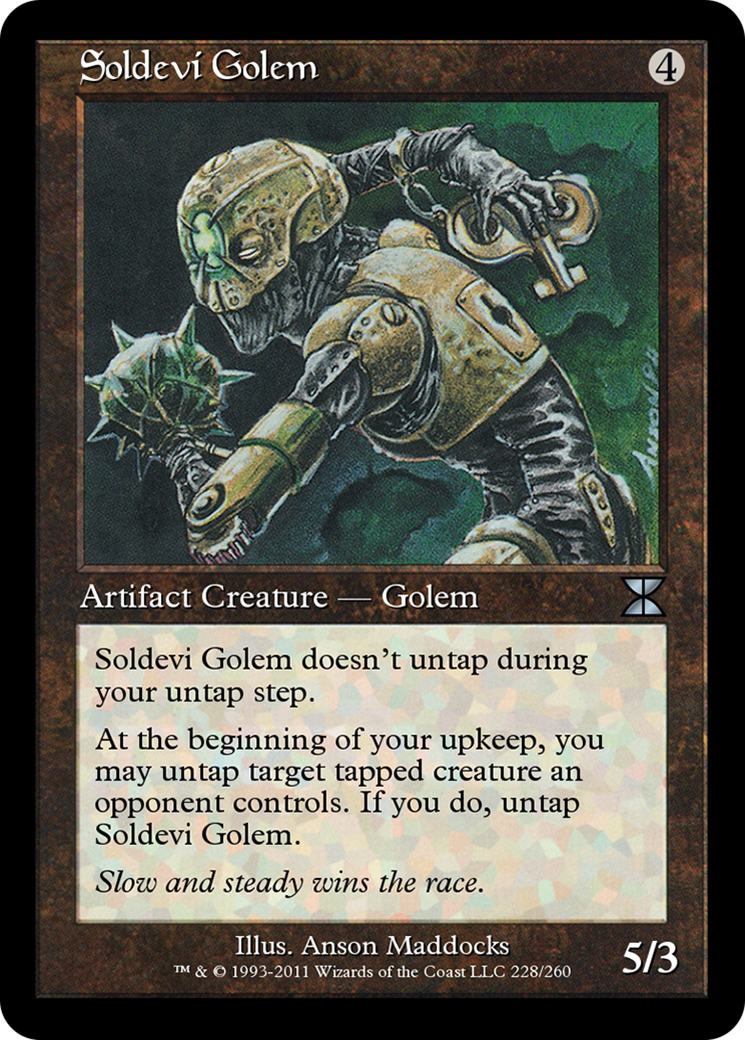 Soldevi Golem
4
Artifact Creature — Golem
Soldevi Golem doesn't untap during
your untap step.
At the beginning of your upkeep, you
may untap target tapped creature an
opponent controls. If you do, untap
Soldevi Golem.
Slow and steady wins the race.
Illus. Anson Maddocks
™ & © 1993-2011 Wizards of the Coast LLC 228/260
5/3